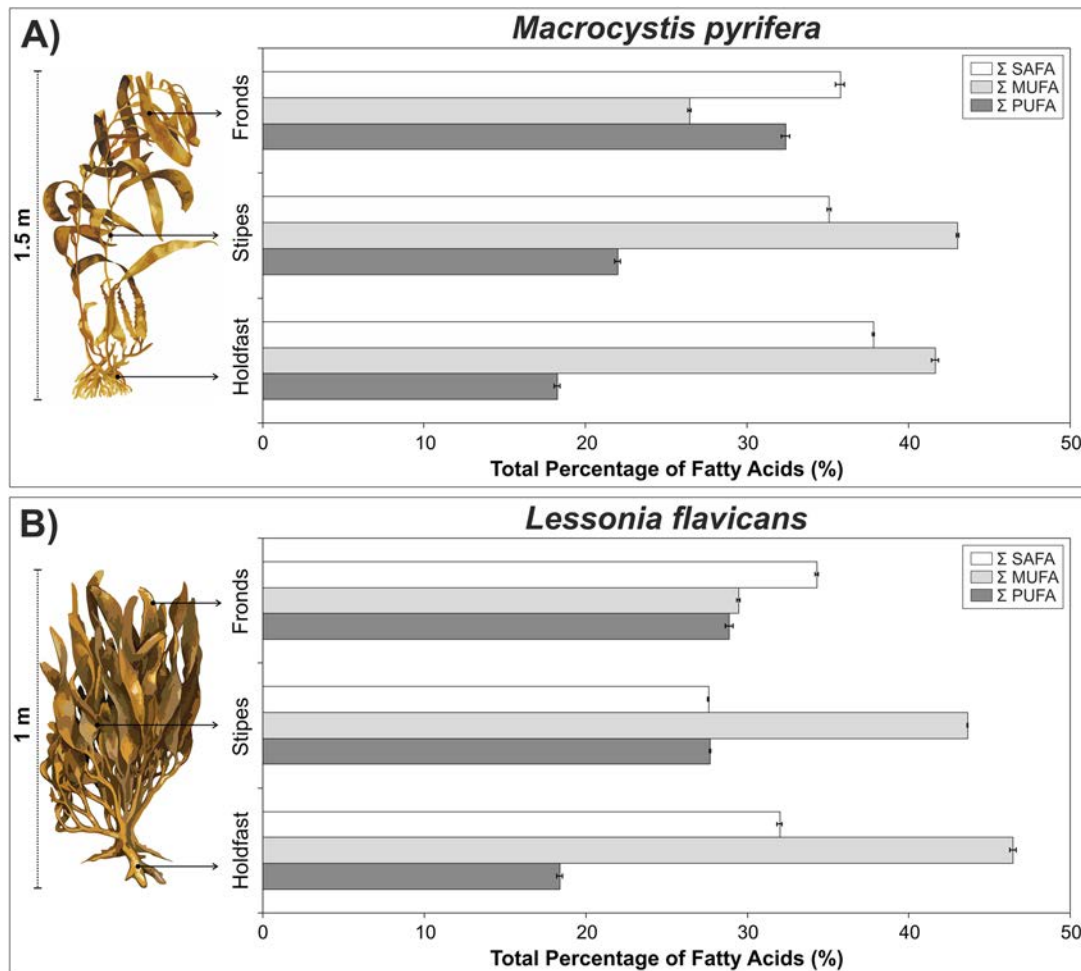 A)
Macrocystis pyrifera
Σ SAFA
Σ MUFA
Σ PUFA
1.5 m
Fronds
Stipes
Holdfast
0 10 20 30 40 50
Total Percentage of Fatty Acids (%)
B)
Lessonia flavicans
Σ SAFA
Σ MUFA
Σ PUFA
1 m
Fronds
Stipes
Holdfast
0 10 20 30 40 50
Total Percentage of Fatty Acids (%)